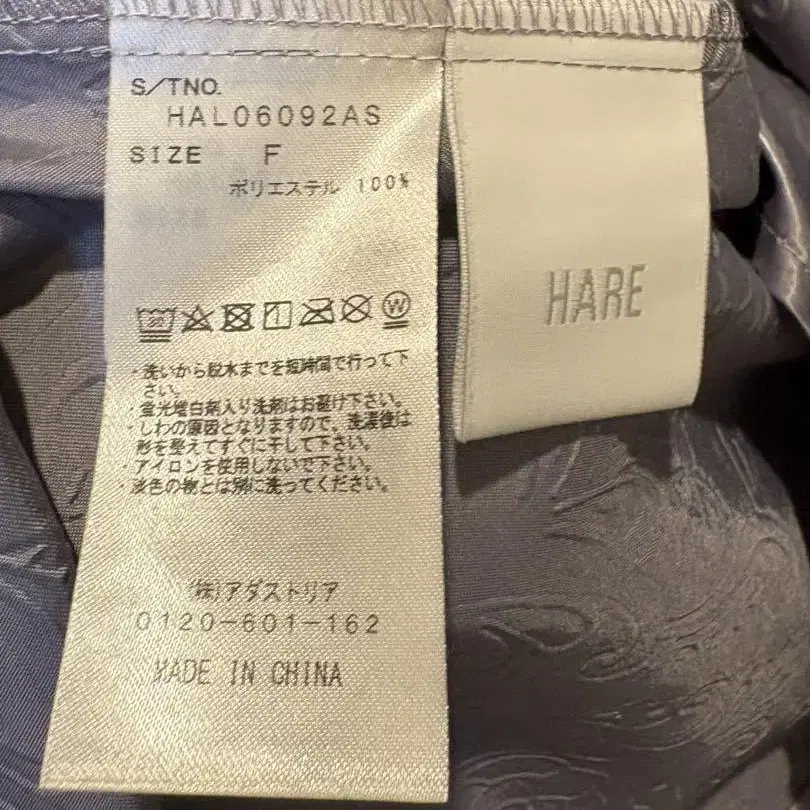 S/TNO.
HAL06092AS
SIZE F
ポリエステル 100%
・洗いから脱水までを短時間で行って下
さい。
・蛍光増白剤入り洗剤はお避け下さい。
・しわの原因となりますので、洗濯後は
形を整えてすぐに干して下さい。
・アイロンを使用しないで下さい。
・淡色の物とは別に洗ってください。
(株)アダストリア
0120-601-162
MADE IN CHINA
HARE